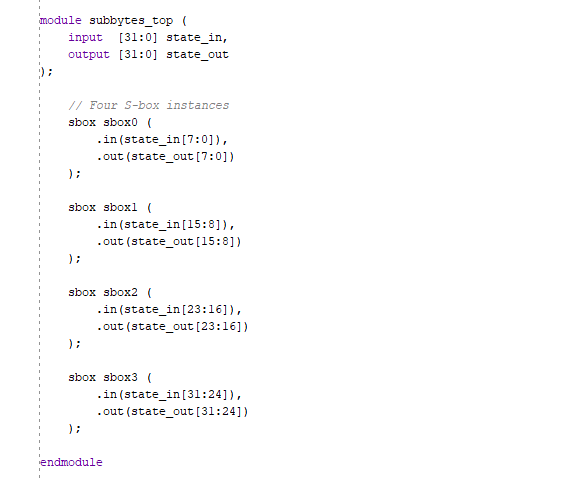 module subbytes_top (
    input  [31:0] state_in,
    output [31:0] state_out
);

    // Four S-box instances
    sbox sbox0 (
        .in(state_in[7:0]),
        .out(state_out[7:0])
    );

    sbox sbox1 (
        .in(state_in[15:8]),
        .out(state_out[15:8])
    );

    sbox sbox2 (
        .in(state_in[23:16]),
        .out(state_out[23:16])
    );

    sbox sbox3 (
        .in(state_in[31:24]),
        .out(state_out[31:24])
    );

endmodule